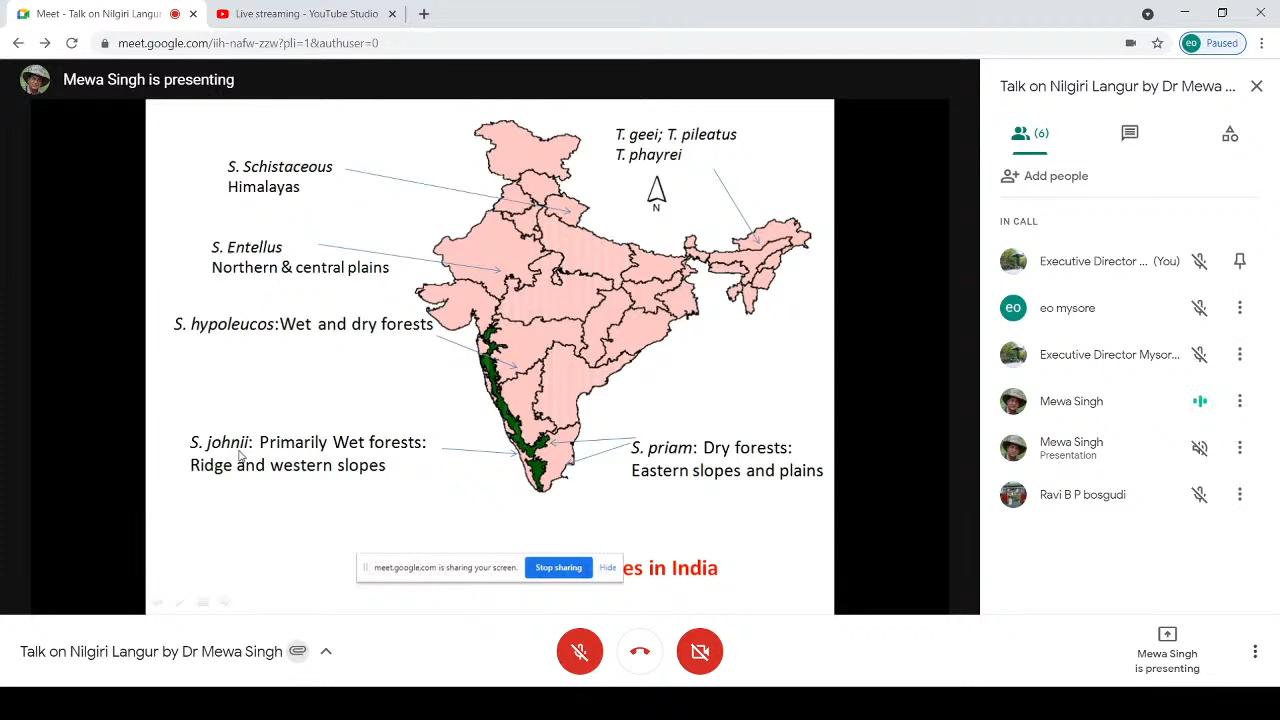 Meet - Talk on Nilgiri Langur
Live streaming - YouTube Studio
meet.google.com/iih-nafw-zzw?pli=1&authuser=0
eo
Paused
Mewa Singh is presenting
S. Schistaceous
Himalayas
S. Entellus
Northern & central plains
S. hypoleucos:Wet and dry forests
S. johnii: Primarily Wet forests:
Ridge and western slopes
T. geei; T. pileatus
T. phayrei
N
S. priam: Dry forests:
Eastern slopes and plains
meet.google.com is sharing your screen.
Stop sharing
Hide
es in India
Talk on Nilgiri Langur by Dr Mewa ...
(6)
Add people
IN CALL
Executive Director ... (You)
eo
eo mysore
Executive Director Mysor...
Mewa Singh
Mewa Singh
Presentation
Ravi B P bosgudi
Talk on Nilgiri Langur by Dr Mewa Singh
Mewa Singh
is presenting